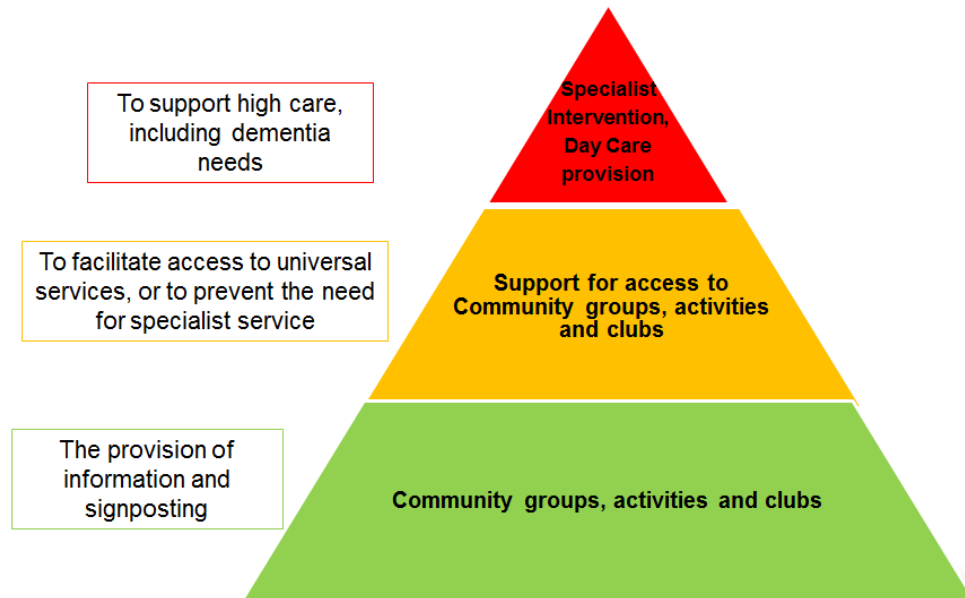 To support high care,
including dementia
needs
Specialist
Intervention,
Day Care
provision
To facilitate access to universal
services, or to prevent the need
for specialist service
Support for access to
Community groups, activities
and clubs
The provision of
information and
signposting
Community groups, activities and clubs